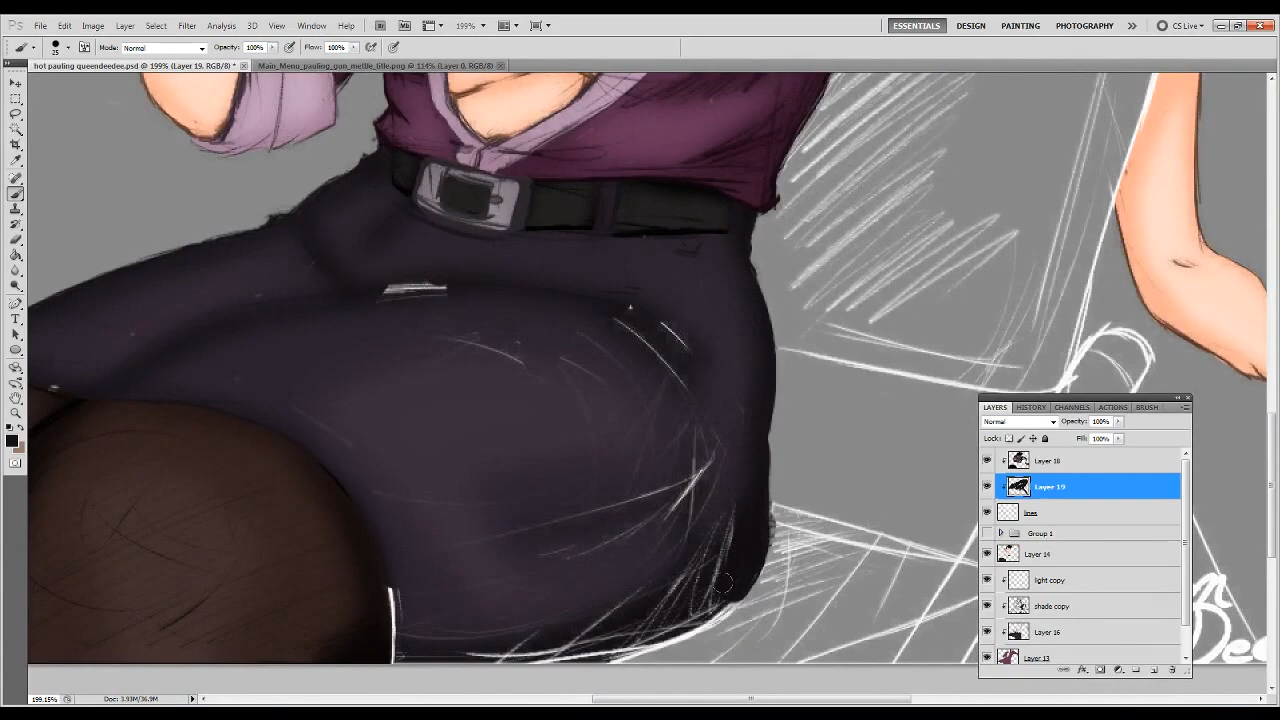 Ps File Edit Image Layer Select Filter Analysis 3D View Window Help Br Mb 199% ESSENTIALS DESIGN PAINTING PHOTOGRAPHY CS Live
25 Mode: Normal Opacity: 100% Flow: 100%
hot pauling queendeedee.psd @ 199% (Layer 19, RGB/8) * Main_Menu_pauling_gun_mettle_title.png @ 114% (Layer 0, RGB/8)
LAYERS HISTORY CHANNELS ACTIONS BRUSH
Normal Opacity: 100%
Lock: Fill: 100%
Layer 18
Layer 19
lines
Group 1
Layer 14
light copy
shade copy
Layer 16
Layer 13
199.15% Doc: 3.93M/36.9M